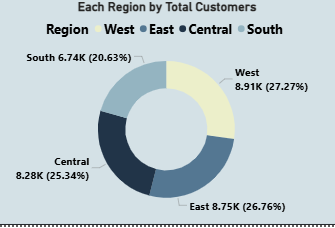 Each Region by Total Customers
Region West East Central South
South 6.74K (20.63%)
West
8.91K (27.27%)
Central
8.28K (25.34%)
East 8.75K (26.76%)